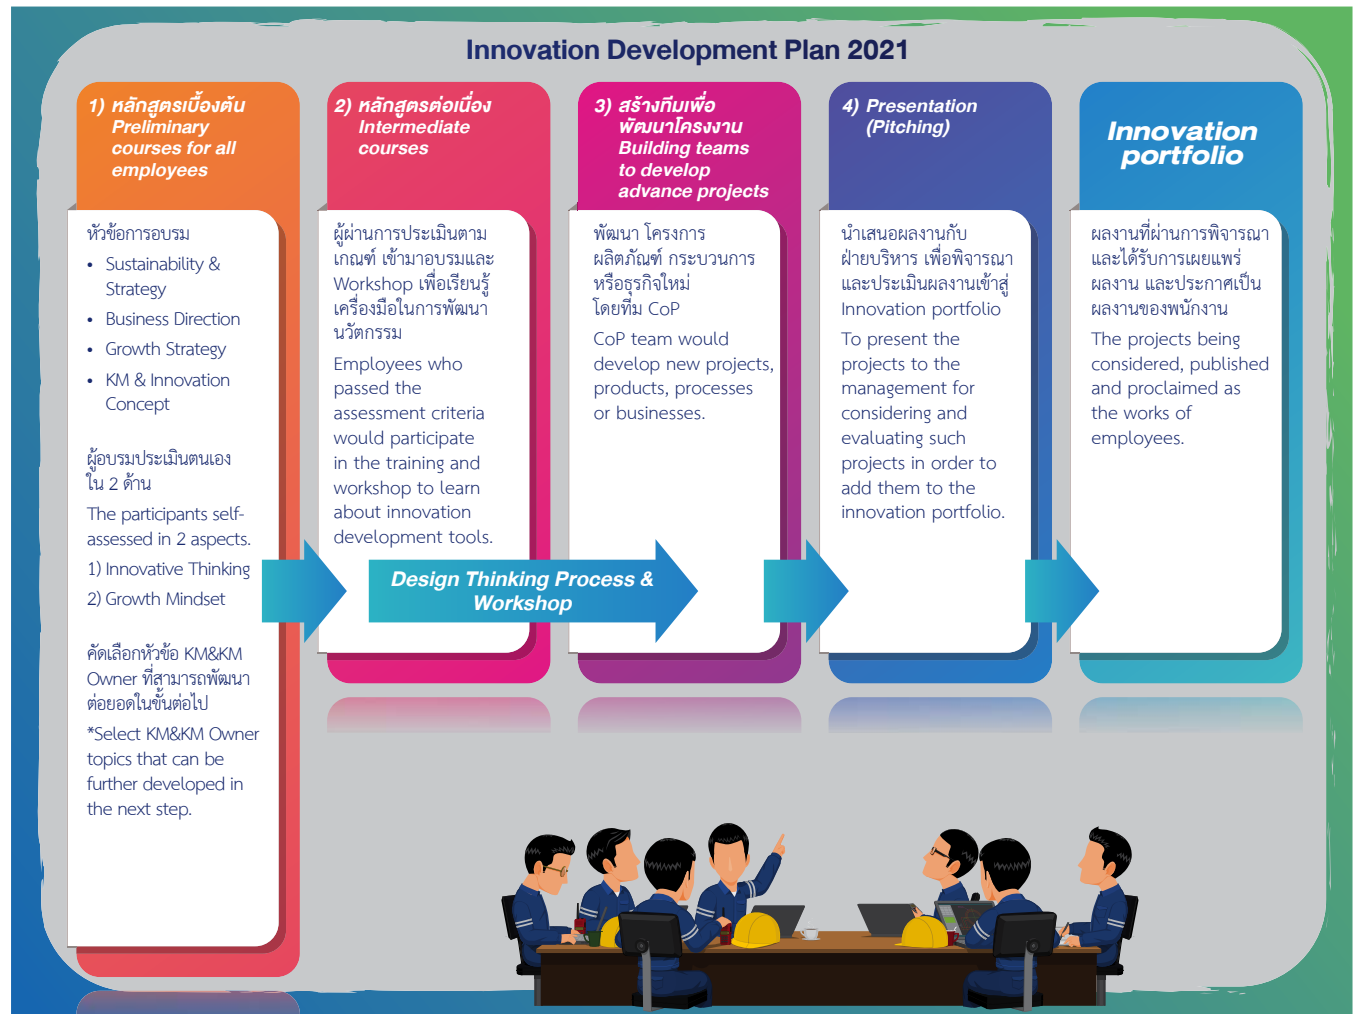 Innovation Development Plan 2021
1) หลักสูตรเบื้องต้น
Preliminary
courses for all
employees
หัวข้อการอบรม
• Sustainability &
Strategy
• Business Direction
• Growth Strategy
• KM & Innovation
Concept
ผู้อบรมประเมินตนเอง
ใน 2 ด้าน
The participants self-
assessed in 2 aspects.
1) Innovative Thinking
2) Growth Mindset
คัดเลือกหัวข้อ KM&KM
Owner ที่สามารถพัฒนา
ต่อยอดในขั้นต่อไป
*Select KM&KM Owner
topics that can be
further developed in
the next step.
2) หลักสูตรต่อเนื่อง
Intermediate
courses
ผู้ผ่านการประเมินตาม
เกณฑ์ เข้ามาอบรมและ
Workshop เพื่อเรียนรู้
เครื่องมือในการพัฒนา
นวัตกรรม
Employees who
passed the
assessment criteria
would participate
in the training and
workshop to learn
about innovation
development tools.
Design Thinking Process &
Workshop
3) สร้างทีมเพื่อ
พัฒนาโครงงาน
Building teams
to develop
advance projects
พัฒนา โครงการ
ผลิตภัณฑ์ กระบวนการ
หรือธุรกิจใหม่
โดยทีม CoP
CoP team would
develop new projects,
products, processes
or businesses.
4) Presentation
(Pitching)
นำเสนอผลงานกับ
ฝ่ายบริหาร เพื่อพิจารณา
และประเมินผลงานเข้าสู่
Innovation portfolio
To present the
projects to the
management for
considering and
evaluating such
projects in order to
add them to the
innovation portfolio.
Innovation
portfolio
ผลงานที่ผ่านการพิจารณา
และได้รับการเผยแพร่
ผลงาน และประกาศเป็น
ผลงานของพนักงาน
The projects being
considered, published
and proclaimed as
the works of
employees.